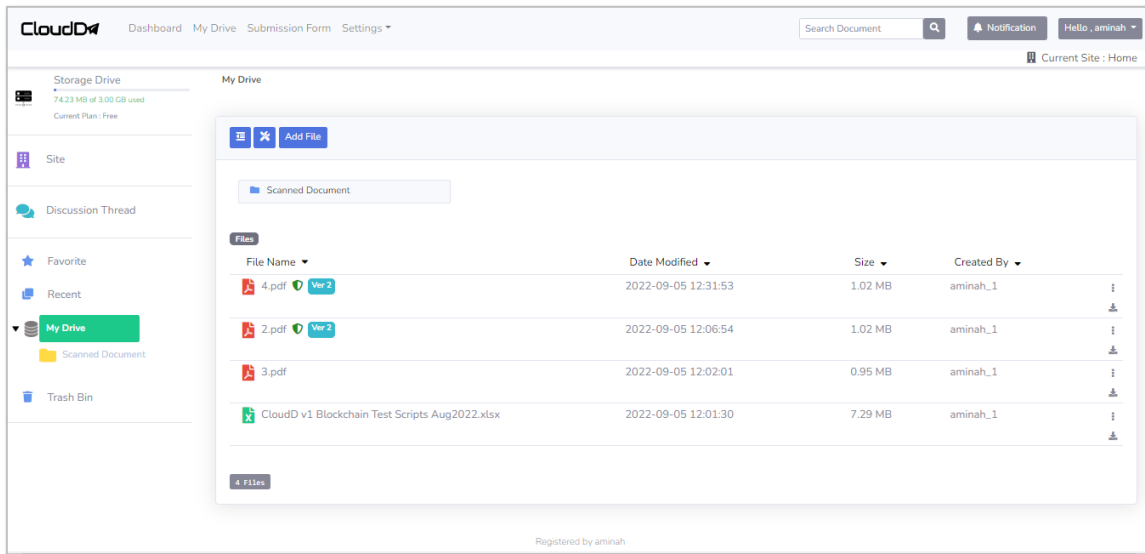 CloudD Dashboard My Drive Submission Form Settings Search Document Notification Hello , aminah
Current Site : Home
Storage Drive
74.23 MB of 3.00 GB used
Current Plan : Free
Site
Discussion Thread
Favorite
Recent
My Drive
Scanned Document
Trash Bin
My Drive
Add File
Scanned Document
Files
File Name Date Modified Size Created By
4.pdf Ver 2 2022-09-05 12:31:53 1.02 MB aminah_1
2.pdf Ver 2 2022-09-05 12:06:54 1.02 MB aminah_1
3.pdf 2022-09-05 12:02:01 0.95 MB aminah_1
CloudD v1 Blockchain Test Scripts Aug2022.xlsx 2022-09-05 12:01:30 7.29 MB aminah_1
4 Files
Registered by aminah